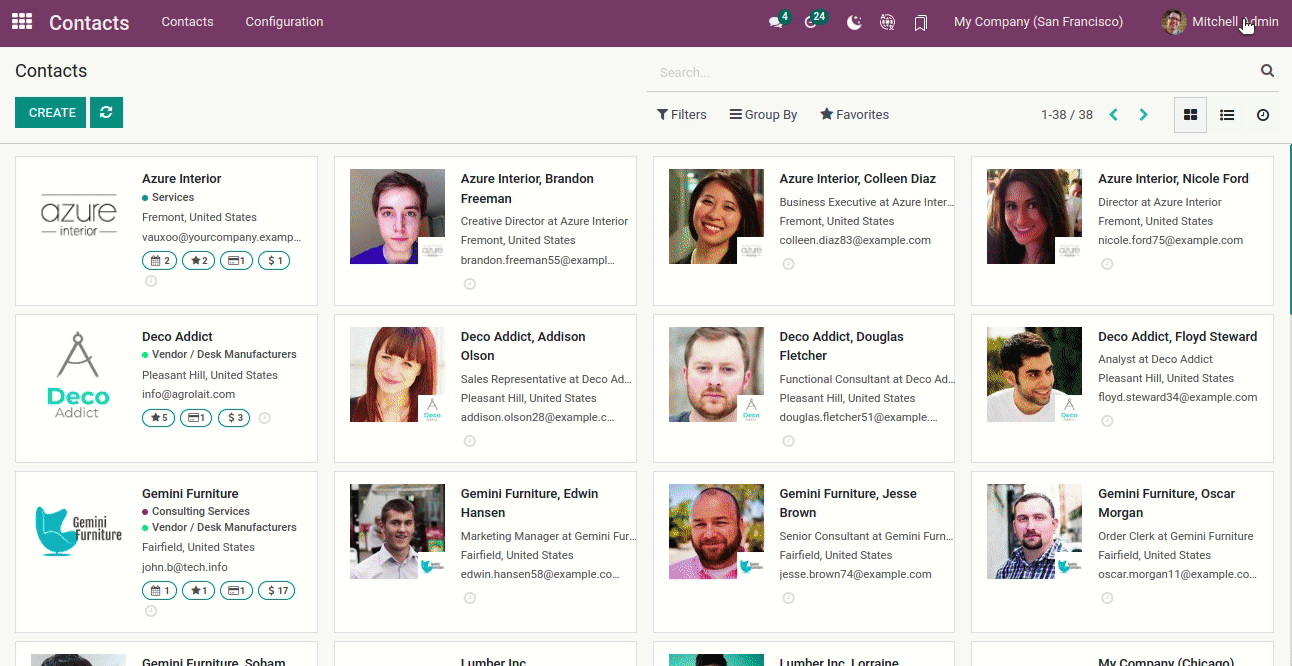 Contacts Contacts Configuration 4 24 My Company (San Francisco) Mitchell Admin
Contacts
Search...
CREATE
Filters Group By Favorites 1-38 / 38
azure
interior
Azure Interior
Services
Fremont, United States
vauxoo@yourcompany.examp...
2 2 1 $ 1
Azure Interior, Brandon
Freeman
Creative Director at Azure Interior
Fremont, United States
brandon.freeman55@exampl...
Azure Interior, Colleen Diaz
Business Executive at Azure Inter...
Fremont, United States
colleen.diaz83@example.com
Azure Interior, Nicole Ford
Director at Azure Interior
Fremont, United States
nicole.ford75@example.com
Deco
Addict
Deco Addict
Vendor / Desk Manufacturers
Pleasant Hill, United States
info@agrolait.com
5 1 $ 3
Deco Addict, Addison
Olson
Sales Representative at Deco Ad...
Pleasant Hill, United States
addison.olson28@example.c...
Deco Addict, Douglas
Fletcher
Functional Consultant at Deco Ad...
Pleasant Hill, United States
douglas.fletcher51@example....
Deco Addict, Floyd Steward
Analyst at Deco Addict
Pleasant Hill, United States
floyd.steward34@example.com
Gemini
Furniture
Gemini Furniture
Consulting Services
Vendor / Desk Manufacturers
Fairfield, United States
john.b@tech.info
1 1 1 $ 17
Gemini Furniture, Edwin
Hansen
Marketing Manager at Gemini Fur...
Fairfield, United States
edwin.hansen58@example.co...
Gemini Furniture, Jesse
Brown
Senior Consultant at Gemini Furn...
Fairfield, United States
jesse.brown74@example.com
Gemini Furniture, Oscar
Morgan
Order Clerk at Gemini Furniture
Fairfield, United States
oscar.morgan11@example.co...
Gemini Furniture, Soham
Lumber Inc
Lumber Inc, Lorraine
My Company (Chicago)